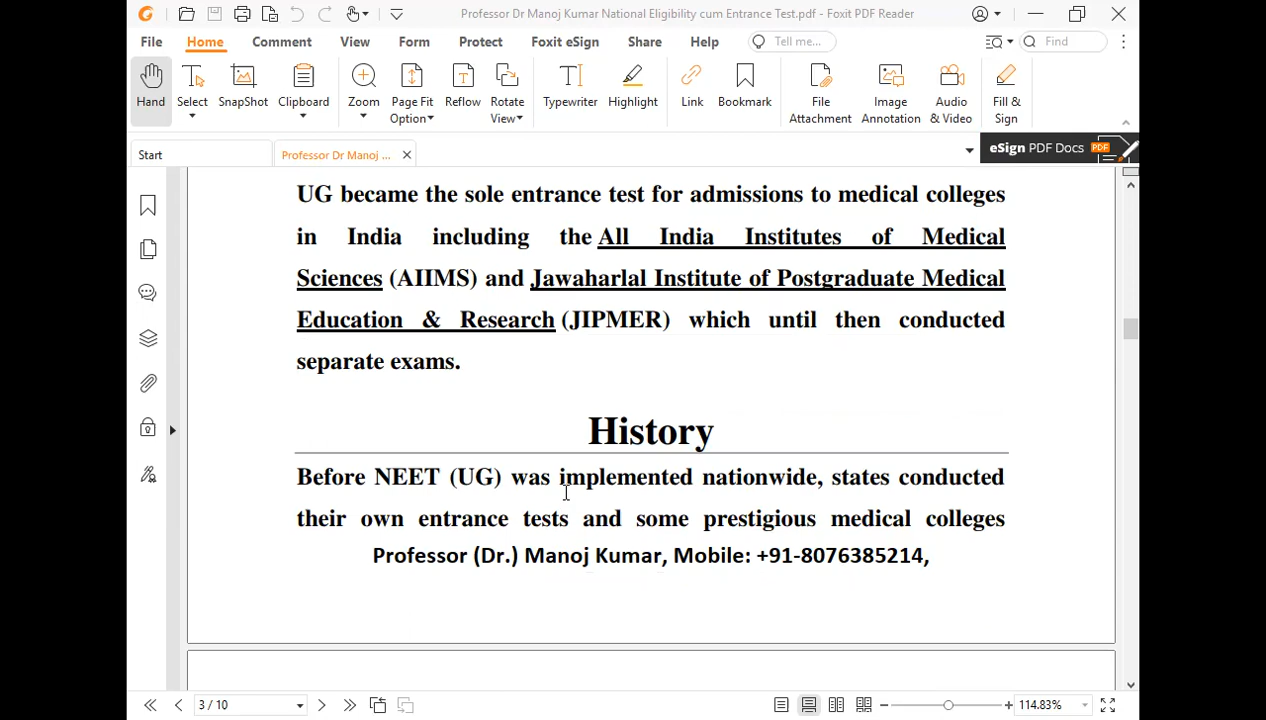 Professor Dr Manoj Kumar National Eligibility cum Entrance Test.pdf - Foxit PDF Reader
File Home Comment View Form Protect Foxit eSign Share Help Tell me... Find
Hand Select SnapShot Clipboard Zoom Page Fit Option Reflow Rotate View Typewriter Highlight Link Bookmark File Attachment Image Annotation Audio & Video Fill & Sign
Start Professor Dr Manoj ... eSign PDF Docs PDF
UG became the sole entrance test for admissions to medical colleges
in India including the All India Institutes of Medical
Sciences (AIIMS) and Jawaharlal Institute of Postgraduate Medical
Education & Research (JIPMER) which until then conducted
separate exams.
History
Before NEET (UG) was implemented nationwide, states conducted
their own entrance tests and some prestigious medical colleges
Professor (Dr.) Manoj Kumar, Mobile: +91-8076385214,
3 / 10 114.83%